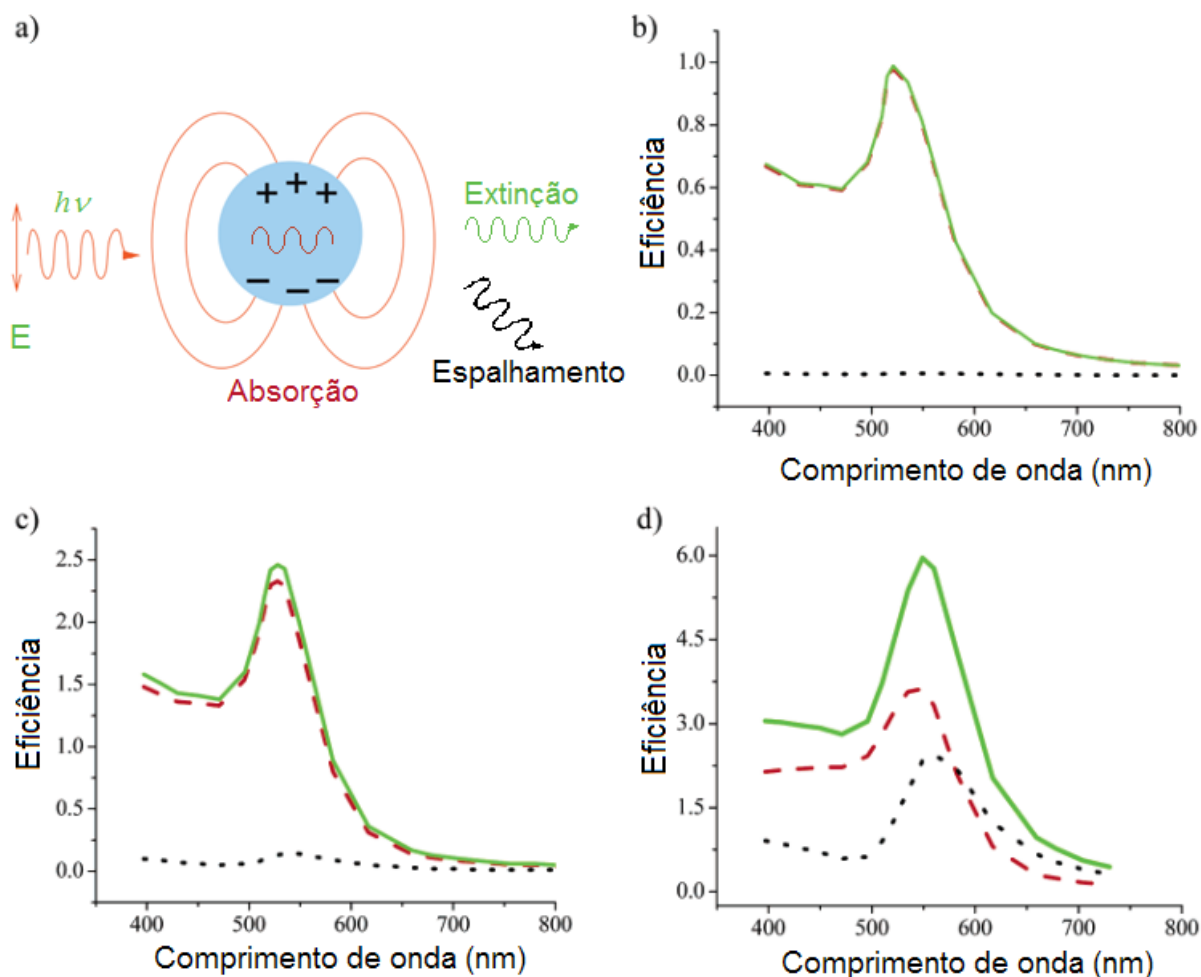 a)
hν
E
+ + +
− − −
Absorção
Extinção
Espalhamento
b)
Eficiência
1.0
0.8
0.6
0.4
0.2
0.0
400 500 600 700 800
Comprimento de onda (nm)
c)
Eficiência
2.5
2.0
1.5
1.0
0.5
0.0
400 500 600 700 800
Comprimento de onda (nm)
d)
Eficiência
6.0
4.5
3.0
1.5
0.0
400 500 600 700 800
Comprimento de onda (nm)